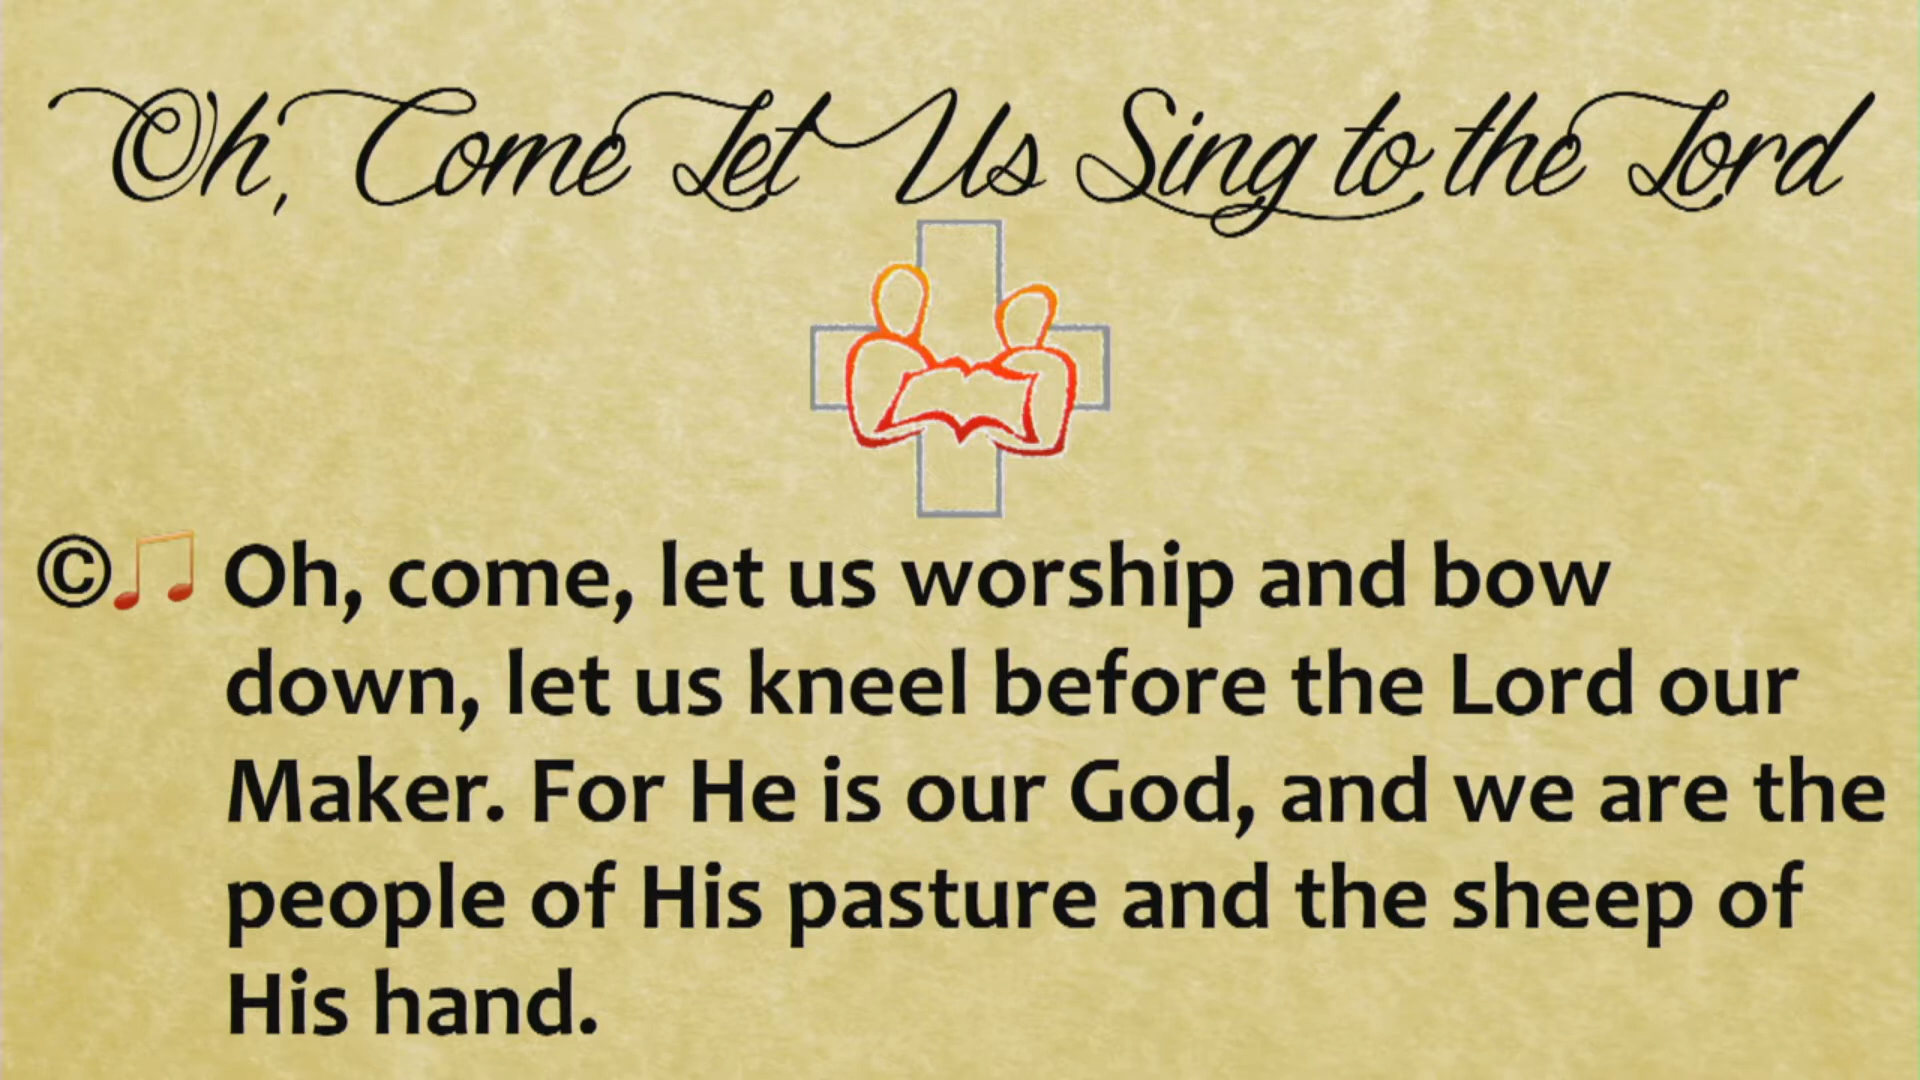 Oh, Come Let Us Sing to the Lord
©🎵 Oh, come, let us worship and bow
down, let us kneel before the Lord our
Maker. For He is our God, and we are the
people of His pasture and the sheep of
His hand.